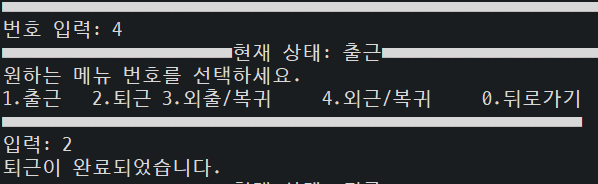 번호 입력: 4
현재 상태: 출근
원하는 메뉴 번호를 선택하세요.
1.출근 2.퇴근 3.외출/복귀 4.외근/복귀 0.뒤로가기
입력: 2
퇴근이 완료되었습니다.